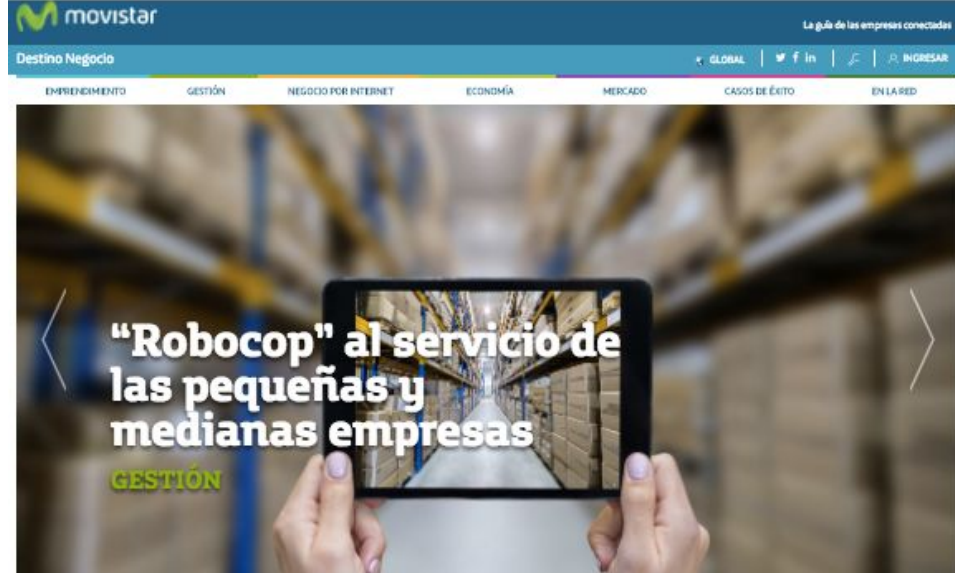 movistar
La guía de las empresas conectadas
Destino Negocio
GLOBAL
f in
INGRESAR
EMPRENDIMIENTO
GESTIÓN
NEGOCIO POR INTERNET
ECONOMÍA
MERCADO
CASOS DE ÉXITO
EN LA RED
“Robocop” al servicio de
las pequeñas y
medianas empresas
GESTIÓN